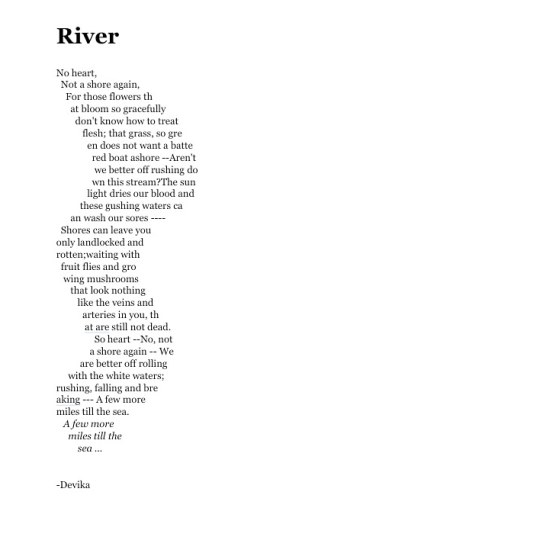 River
No heart,
Not a shore again,
For those flowers th
at bloom so gracefully
don't know how to treat
flesh; that grass, so gre
en does not want a batte
red boat ashore --Aren't
we better off rushing do
wn this stream?The sun
light dries our blood and
these gushing waters ca
an wash our sores ----
Shores can leave you
only landlocked and
rotten;waiting with
fruit flies and gro
wing mushrooms
that look nothing
like the veins and
arteries in you, th
at are still not dead.
So heart --No, not
a shore again -- We
are better off rolling
with the white waters;
rushing, falling and bre
aking --- A few more
miles till the sea.
A few more
miles till the
sea ...
-Devika